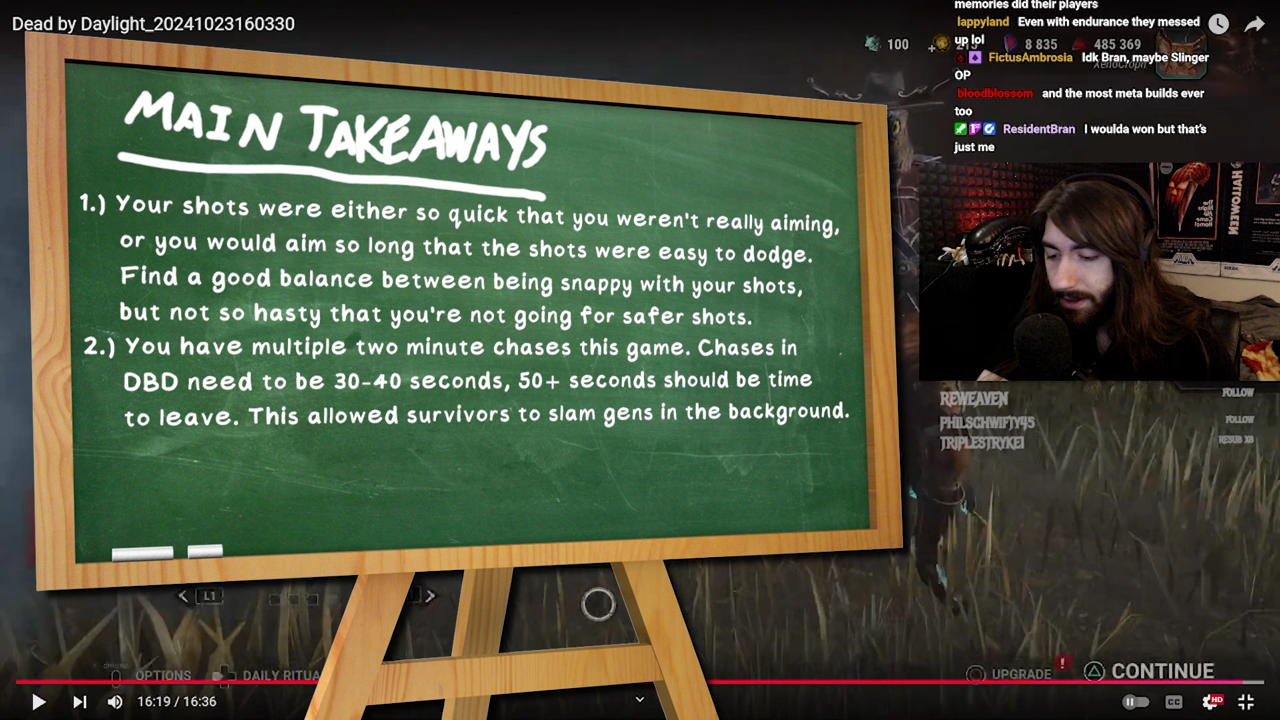 Dead by Daylight_20241023160330
memories did their players
lappyland Even with endurance they messed
up lol
FictusAmbrosia Idk Bran, maybe Slinger
OP
bloodblossom and the most meta builds ever
too
ResidentBran I woulda won but that's
just me
100
8 835
485 369
MAIN TAKEAWAYS
1.) Your shots were either so quick that you weren't really aiming,
or you would aim so long that the shots were easy to dodge.
Find a good balance between being snappy with your shots,
but not so hasty that you're not going for safer shots.
2.) You have multiple two minute chases this game. Chases in
DBD need to be 30-40 seconds, 50+ seconds should be time
to leave. This allowed survivors to slam gens in the background.
HALLOWEEN
REWEAVEN FOLLOW
PHILSCHWIFTY45 FOLLOW
TRIPLESTRYKE1 RESUB X8
L1
OPTIONS
DAILY RITUA
UPGRADE
!
CONTINUE
16:19 / 16:36
CC
HD